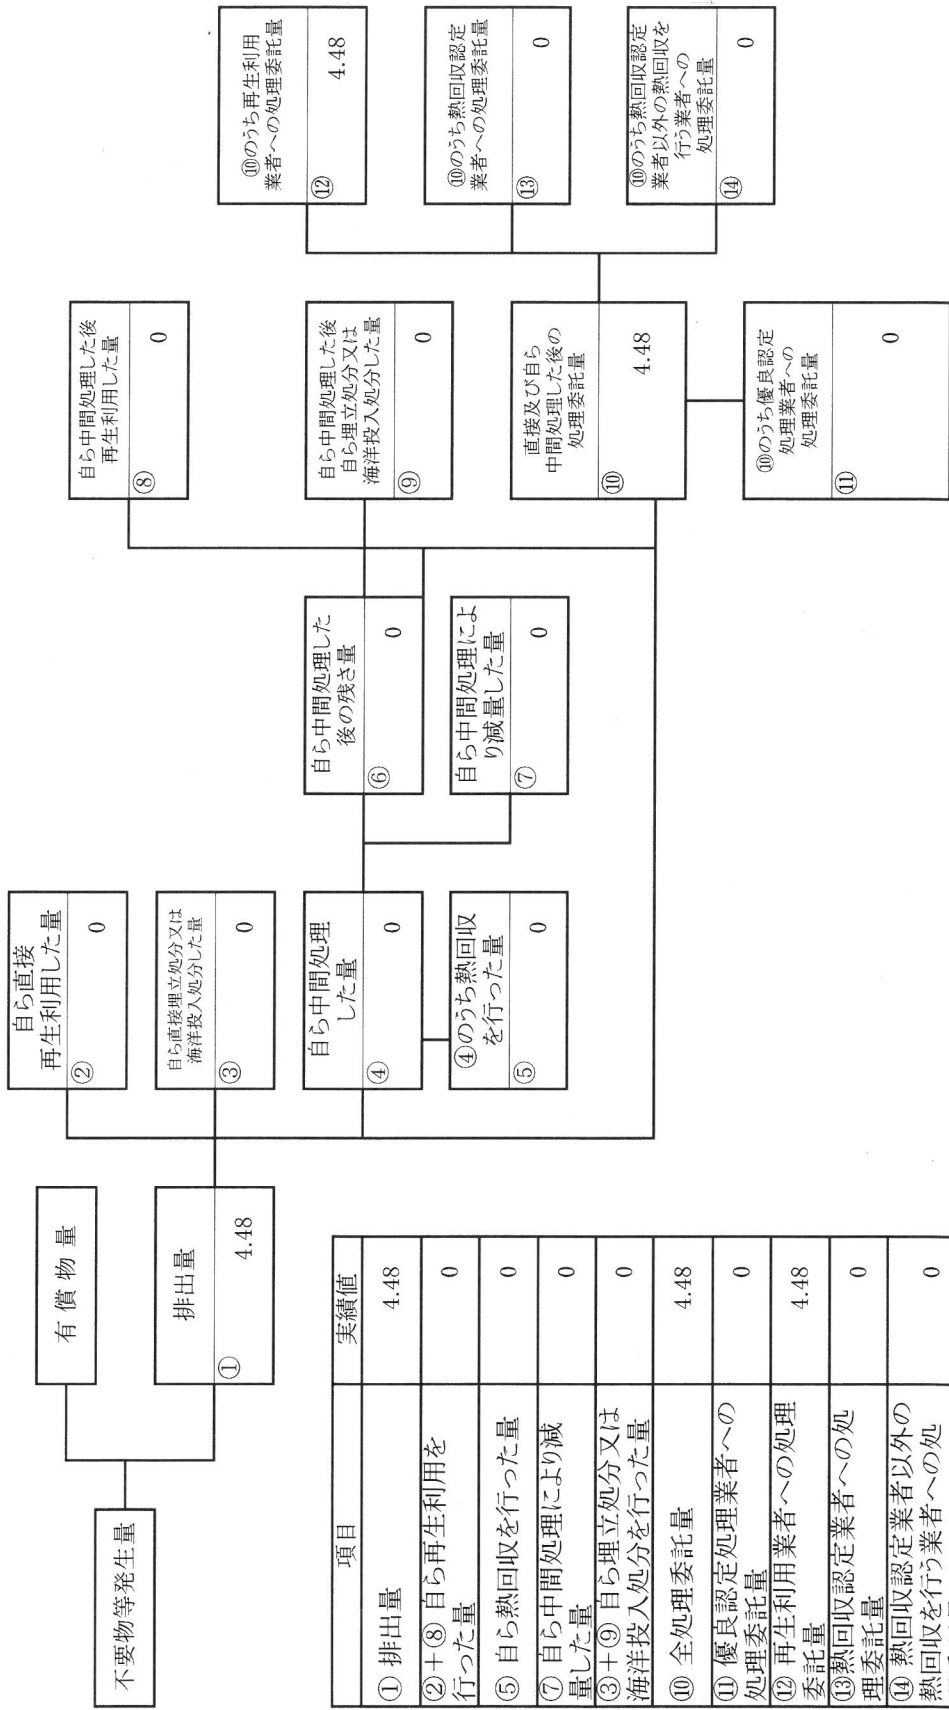 不要物等発生量
有償物量
排出量
① 4.48
自ら直接
再生利用した量
② 0
自ら直接埋立処分又は
海洋投入処分した量
③ 0
自ら中間処理
した量
④ 0
④のうち熱回収
を行った量
⑤ 0
自ら中間処理した
後の残さ量
⑥ 0
自ら中間処理によ
り減量した量
⑦ 0
自ら中間処理した後
再生利用した量
⑧ 0
自ら中間処理した後
自ら埋立処分又は
海洋投入処分した量
⑨ 0
直接及び自ら
中間処理した後の
処理委託量
⑩ 4.48
⑩のうち優良認定
処理業者への
処理委託量
⑪ 0
⑩のうち再生利用
業者への処理委託量
⑫ 4.48
⑩のうち熱回収認定
業者への処理委託量
⑬ 0
⑩のうち熱回収認定
業者以外の熱回収を
行う業者への
処理委託量
⑭ 0
項目 実績値
① 排出量 4.48
②+⑧ 自ら再生利用を
行った量 0
⑤ 自ら熱回収を行った量 0
⑦ 自ら中間処理により減
量した量 0
③+⑨ 自ら埋立処分又は
海洋投入処分を行った量 0
⑩ 全処理委託量 4.48
⑪ 優良認定処理業者への
処理委託量 0
⑫ 再生利用業者への処理
委託量 4.48
⑬熱回収認定業者への処
理委託量 0
⑭ 熱回収認定業者以外の
熱回収を行う業者への処 0